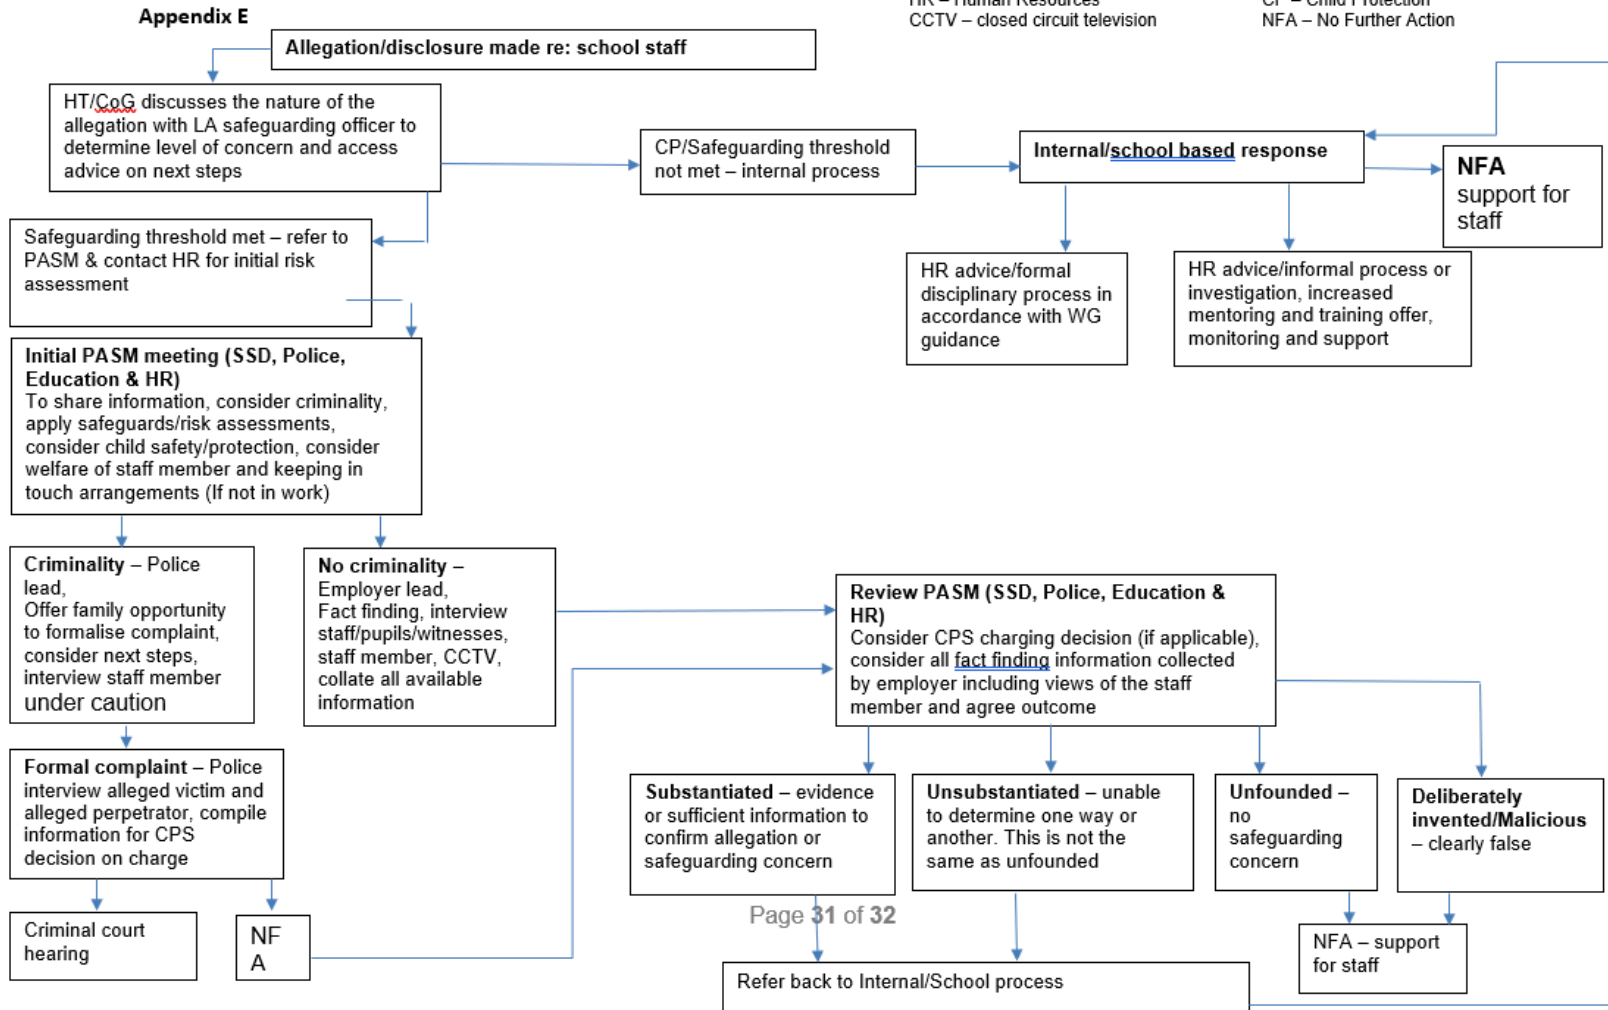 Appendix E
HR – Human Resources
CP – Child Protection
CCTV – closed circuit television
NFA – No Further Action
Allegation/disclosure made re: school staff
HT/CoG discusses the nature of the
allegation with LA safeguarding officer to
determine level of concern and access
advice on next steps
CP/Safeguarding threshold
not met – internal process
Internal/school based response
NFA
support for
staff
Safeguarding threshold met – refer to
PASM & contact HR for initial risk
assessment
HR advice/formal
disciplinary process in
accordance with WG
guidance
HR advice/informal process or
investigation, increased
mentoring and training offer,
monitoring and support
Initial PASM meeting (SSD, Police,
Education & HR)
To share information, consider criminality,
apply safeguards/risk assessments,
consider child safety/protection, consider
welfare of staff member and keeping in
touch arrangements (If not in work)
Criminality – Police
lead,
Offer family opportunity
to formalise complaint,
consider next steps,
interview staff member
under caution
No criminality –
Employer lead,
Fact finding, interview
staff/pupils/witnesses,
staff member, CCTV,
collate all available
information
Review PASM (SSD, Police, Education &
HR)
Consider CPS charging decision (if applicable),
consider all fact finding information collected
by employer including views of the staff
member and agree outcome
Formal complaint – Police
interview alleged victim and
alleged perpetrator, compile
information for CPS
decision on charge
Substantiated – evidence
or sufficient information to
confirm allegation or
safeguarding concern
Unsubstantiated – unable
to determine one way or
another. This is not the
same as unfounded
Unfounded –
no
safeguarding
concern
Deliberately
invented/Malicious
– clearly false
Criminal court
hearing
NF
A
Page 31 of 32
NFA – support
for staff
Refer back to Internal/School process